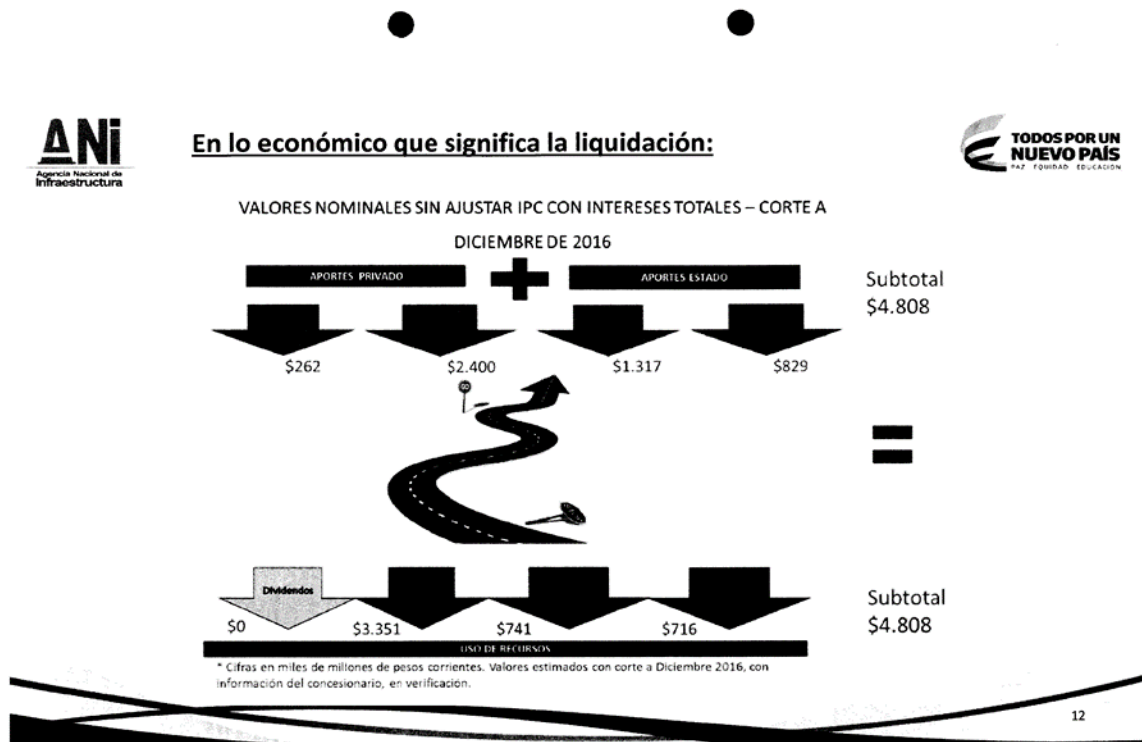 ANi
Agencia Nacional de
Infraestructura
En lo económico que significa la liquidación:
TODOS POR UN
NUEVO PAÍS
PAZ EQUIDAD EDUCACIÓN
VALORES NOMINALES SIN AJUSTAR IPC CON INTERESES TOTALES – CORTE A
DICIEMBRE DE 2016
APORTES PRIVADO
APORTES ESTADO
Subtotal
$4.808
$262
$2.400
$1.317
$829
Dividendos
$0
$3.351
$741
$716
Subtotal
$4.808
USO DE RECURSOS
* Cifras en miles de millones de pesos corrientes. Valores estimados con corte a Diciembre 2016, con
información del concesionario, en verificación.
12